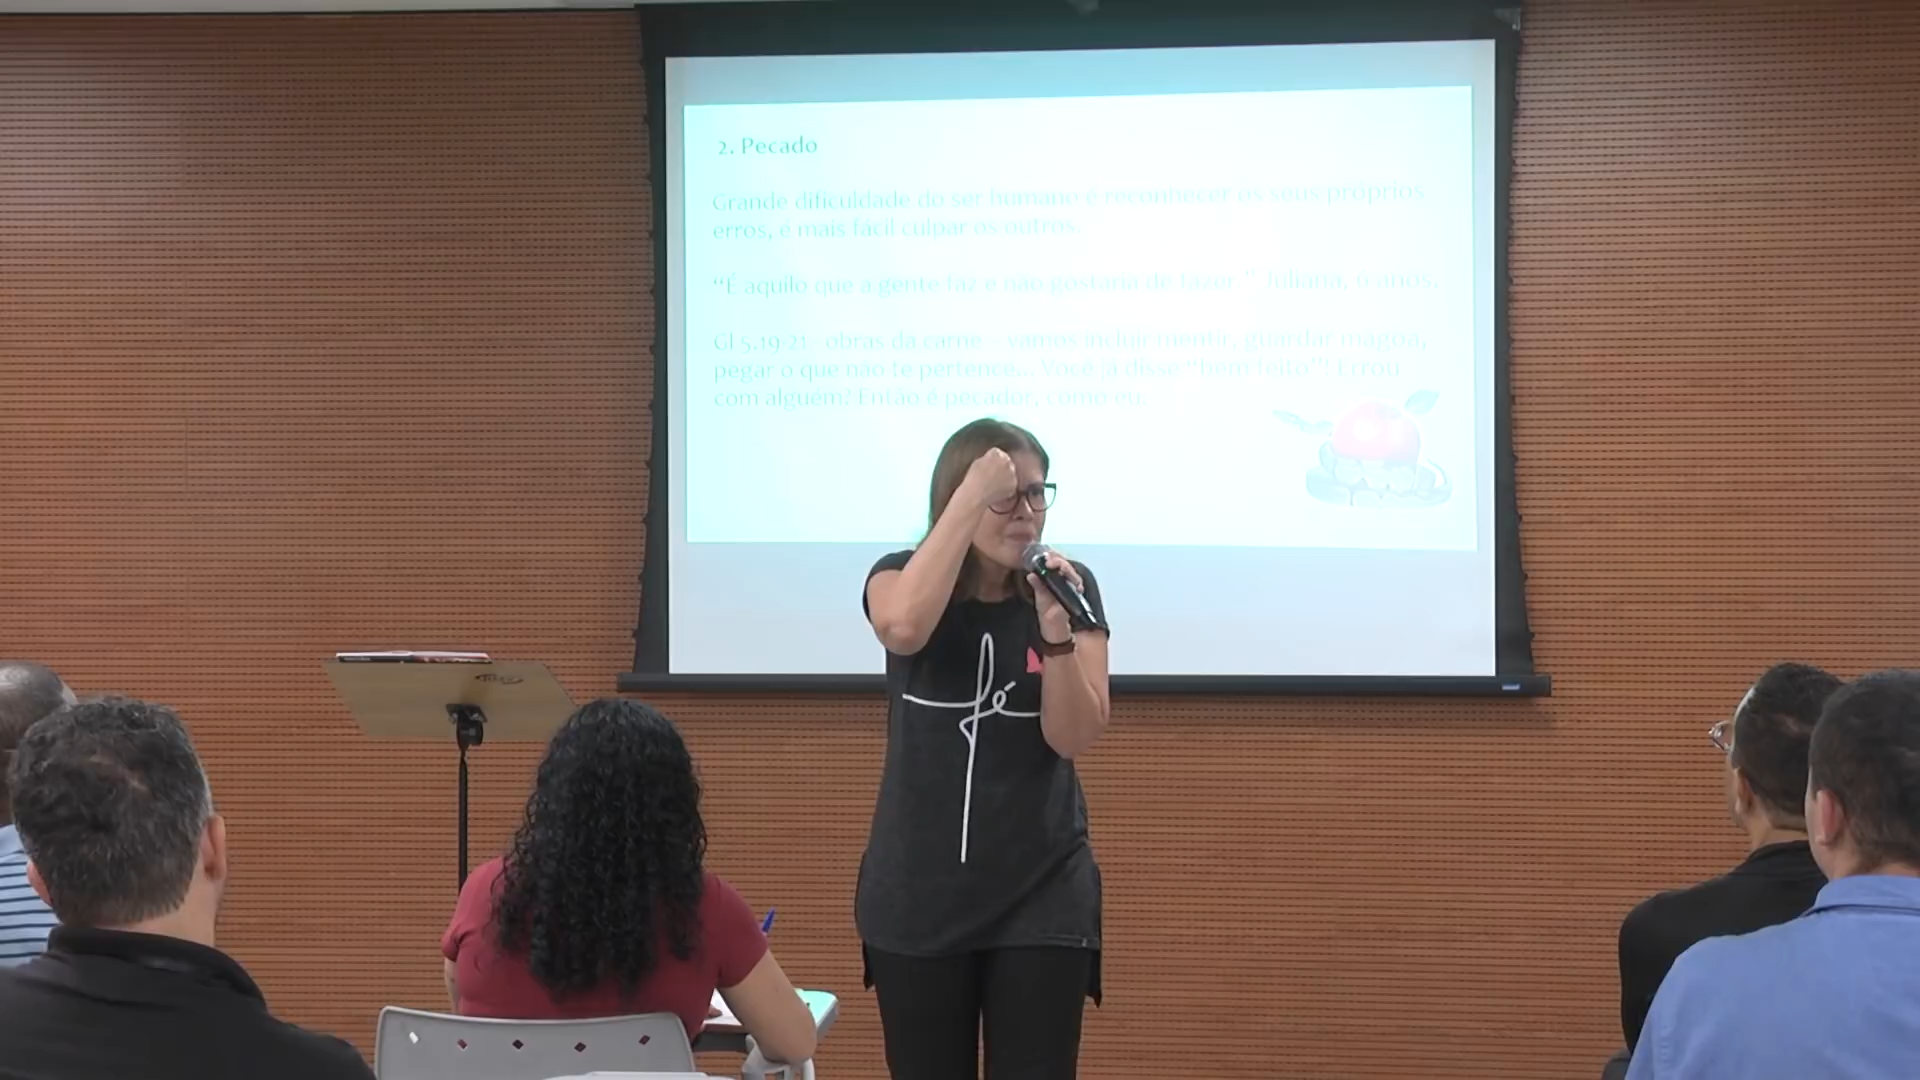 2. Pecado
Grande dificuldade do ser humano é reconhecer os seus próprios
erros, é mais fácil culpar os outros.
“É aquilo que a gente faz e não gostaria de fazer.” Juliana, anos.
Gl 5.19-21 - obras da carne – vamos incluir mentir, guardar mágoa,
pegar o que não te pertence... Você já disse “bem feito”! Errou
com alguém? Então é pecador, como eu.
fé